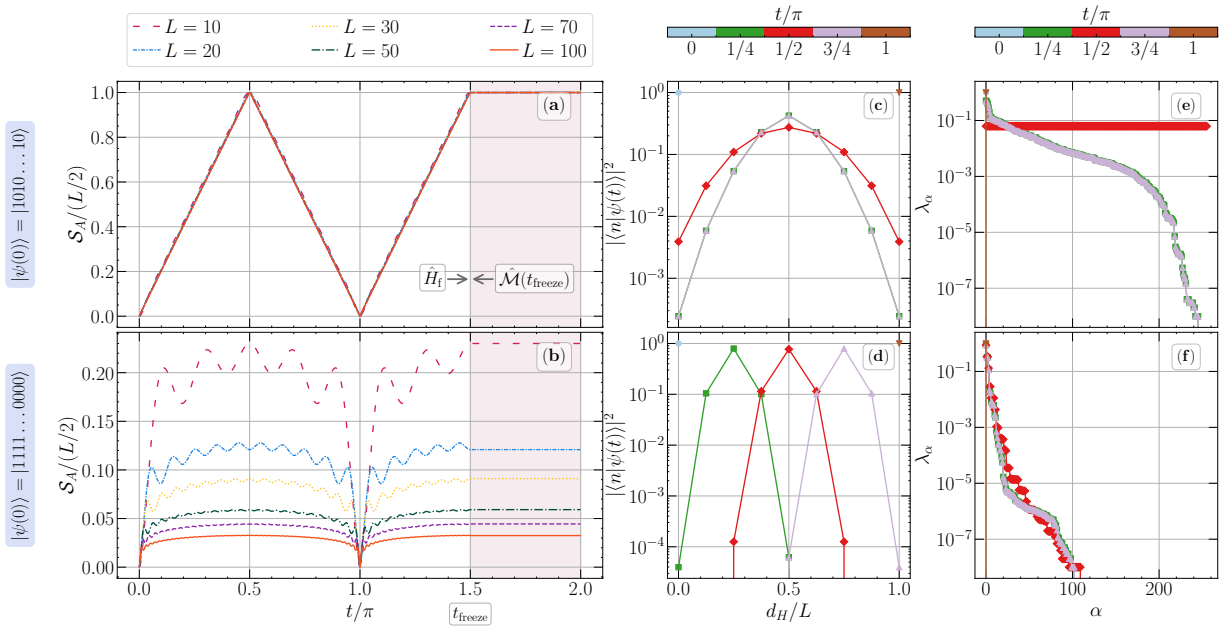 L = 10 L = 30 L = 70
L = 20 L = 50 L = 100
t/π
0 1/4 1/2 3/4 1
t/π
0 1/4 1/2 3/4 1
|ψ(0)⟩ = |1010...10⟩
S_A/(L/2)
1.0
0.8
0.6
0.4
0.2
0.0
(a)
Ĥ_f → ← M̂(t_freeze)
|⟨n|ψ(t)⟩|²
10⁰
10⁻¹
10⁻²
10⁻³
(c)
λ_α
10⁻¹
10⁻³
10⁻⁵
10⁻⁷
(e)
|ψ(0)⟩ = |1111...0000⟩
S_A/(L/2)
0.20
0.15
0.10
0.05
0.00
(b)
0.0 0.5 1.0 1.5 2.0
t/π
t_freeze
|⟨n|ψ(t)⟩|²
10⁰
10⁻¹
10⁻²
10⁻³
10⁻⁴
(d)
0.0 0.5 1.0
d_H/L
λ_α
10⁻¹
10⁻³
10⁻⁵
10⁻⁷
(f)
0 100 200
α